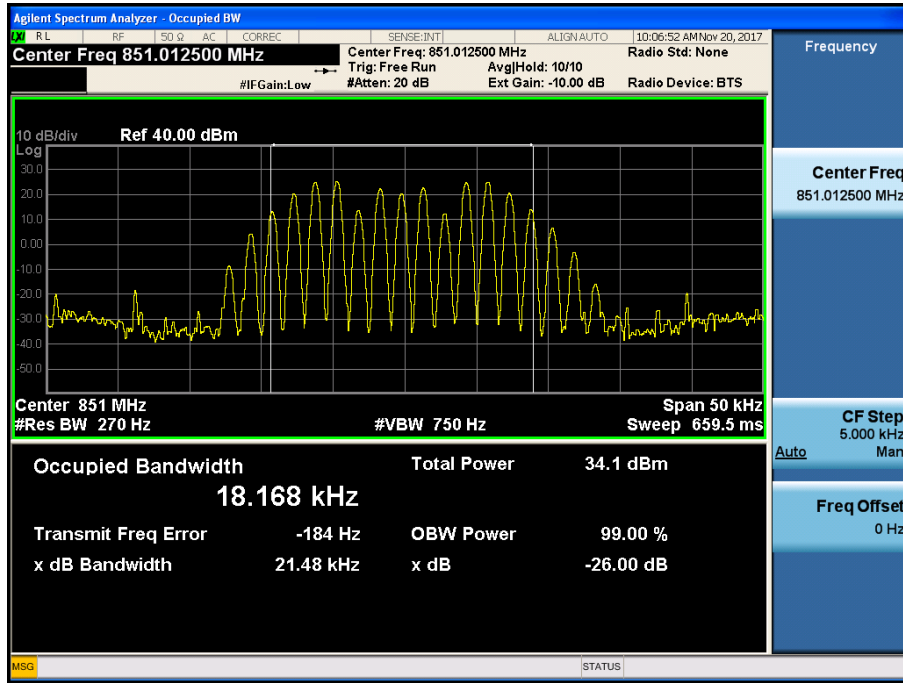 Agilent Spectrum Analyzer - Occupied BW
LXI RL RF 50 Ω AC CORREC SENSE:INT ALIGN AUTO 10:06:52 AM Nov 20, 2017
Center Freq 851.012500 MHz
#IFGain:Low
Center Freq: 851.012500 MHz
Trig: Free Run Avg|Hold: 10/10
#Atten: 20 dB Ext Gain: -10.00 dB
Radio Std: None
Radio Device: BTS
10 dB/div Ref 40.00 dBm
Log
30.0
20.0
10.0
0.00
-10.0
-20.0
-30.0
-40.0
-50.0
Center 851 MHz Span 50 kHz
#Res BW 270 Hz #VBW 750 Hz Sweep 659.5 ms
Occupied Bandwidth Total Power 34.1 dBm
18.168 kHz
Transmit Freq Error -184 Hz OBW Power 99.00 %
x dB Bandwidth 21.48 kHz x dB -26.00 dB
MSG STATUS
Frequency
Center Freq
851.012500 MHz
CF Step
5.000 kHz
Auto Man
Freq Offset
0 Hz